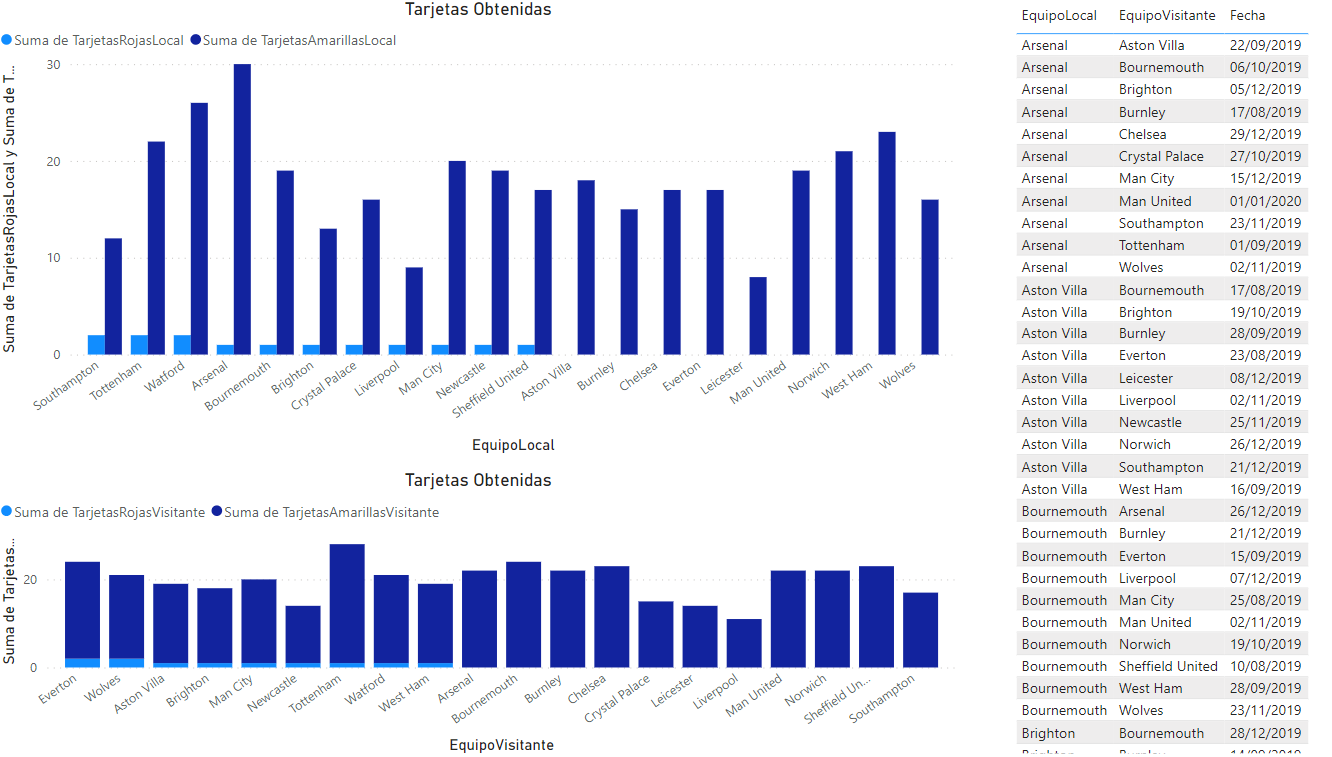 Tarjetas Obtenidas
Suma de TarjetasRojasLocal Suma de TarjetasAmarillasLocal
Suma de TarjetasRojasLocal y Suma de T...
30
20
10
0
Southampton Tottenham Watford Arsenal Bournemouth Brighton Crystal Palace Liverpool Man City Newcastle Sheffield United Aston Villa Burnley Chelsea Everton Leicester Man United Norwich West Ham Wolves
EquipoLocal
Tarjetas Obtenidas
Suma de TarjetasRojasVisitante Suma de TarjetasAmarillasVisitante
Suma de Tarjetas...
20
0
Everton Wolves Aston Villa Brighton Man City Newcastle Tottenham Watford West Ham Arsenal Bournemouth Burnley Chelsea Crystal Palace Leicester Liverpool Man United Norwich Sheffield Un... Southampton
EquipoVisitante
EquipoLocal EquipoVisitante Fecha
Arsenal Aston Villa 22/09/2019
Arsenal Bournemouth 06/10/2019
Arsenal Brighton 05/12/2019
Arsenal Burnley 17/08/2019
Arsenal Chelsea 29/12/2019
Arsenal Crystal Palace 27/10/2019
Arsenal Man City 15/12/2019
Arsenal Man United 01/01/2020
Arsenal Southampton 23/11/2019
Arsenal Tottenham 01/09/2019
Arsenal Wolves 02/11/2019
Aston Villa Bournemouth 17/08/2019
Aston Villa Brighton 19/10/2019
Aston Villa Burnley 28/09/2019
Aston Villa Everton 23/08/2019
Aston Villa Leicester 08/12/2019
Aston Villa Liverpool 02/11/2019
Aston Villa Newcastle 25/11/2019
Aston Villa Norwich 26/12/2019
Aston Villa Southampton 21/12/2019
Aston Villa West Ham 16/09/2019
Bournemouth Arsenal 26/12/2019
Bournemouth Burnley 21/12/2019
Bournemouth Everton 15/09/2019
Bournemouth Liverpool 07/12/2019
Bournemouth Man City 25/08/2019
Bournemouth Man United 02/11/2019
Bournemouth Norwich 19/10/2019
Bournemouth Sheffield United 10/08/2019
Bournemouth West Ham 28/09/2019
Bournemouth Wolves 23/11/2019
Brighton Bournemouth 28/12/2019